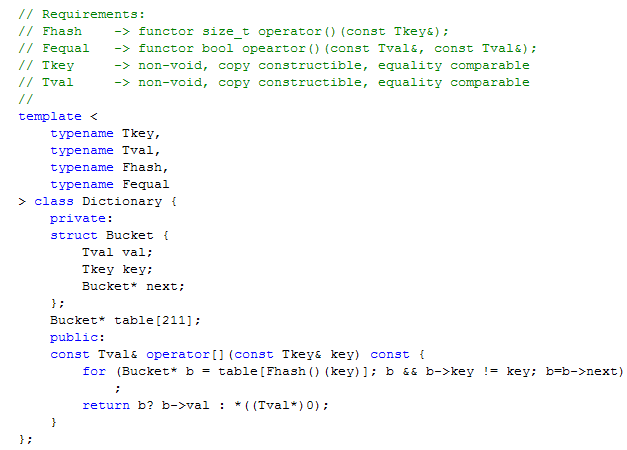 // Requirements:
// Fhash    -> functor size_t operator()(const Tkey&);
// Fequal   -> functor bool opeartor()(const Tval&, const Tval&);
// Tkey     -> non-void, copy constructible, equality comparable
// Tval     -> non-void, copy constructible, equality comparable
//
template <
    typename Tkey,
    typename Tval,
    typename Fhash,
    typename Fequal
> class Dictionary {
    private:
    struct Bucket {
        Tval val;
        Tkey key;
        Bucket* next;
    };
    Bucket* table[211];
    public:
    const Tval& operator[](const Tkey& key) const {
        for (Bucket* b = table[Fhash()(key)]; b && b->key != key; b=b->next)
            ;
        return b? b->val : *((Tval*)0);
    }
};